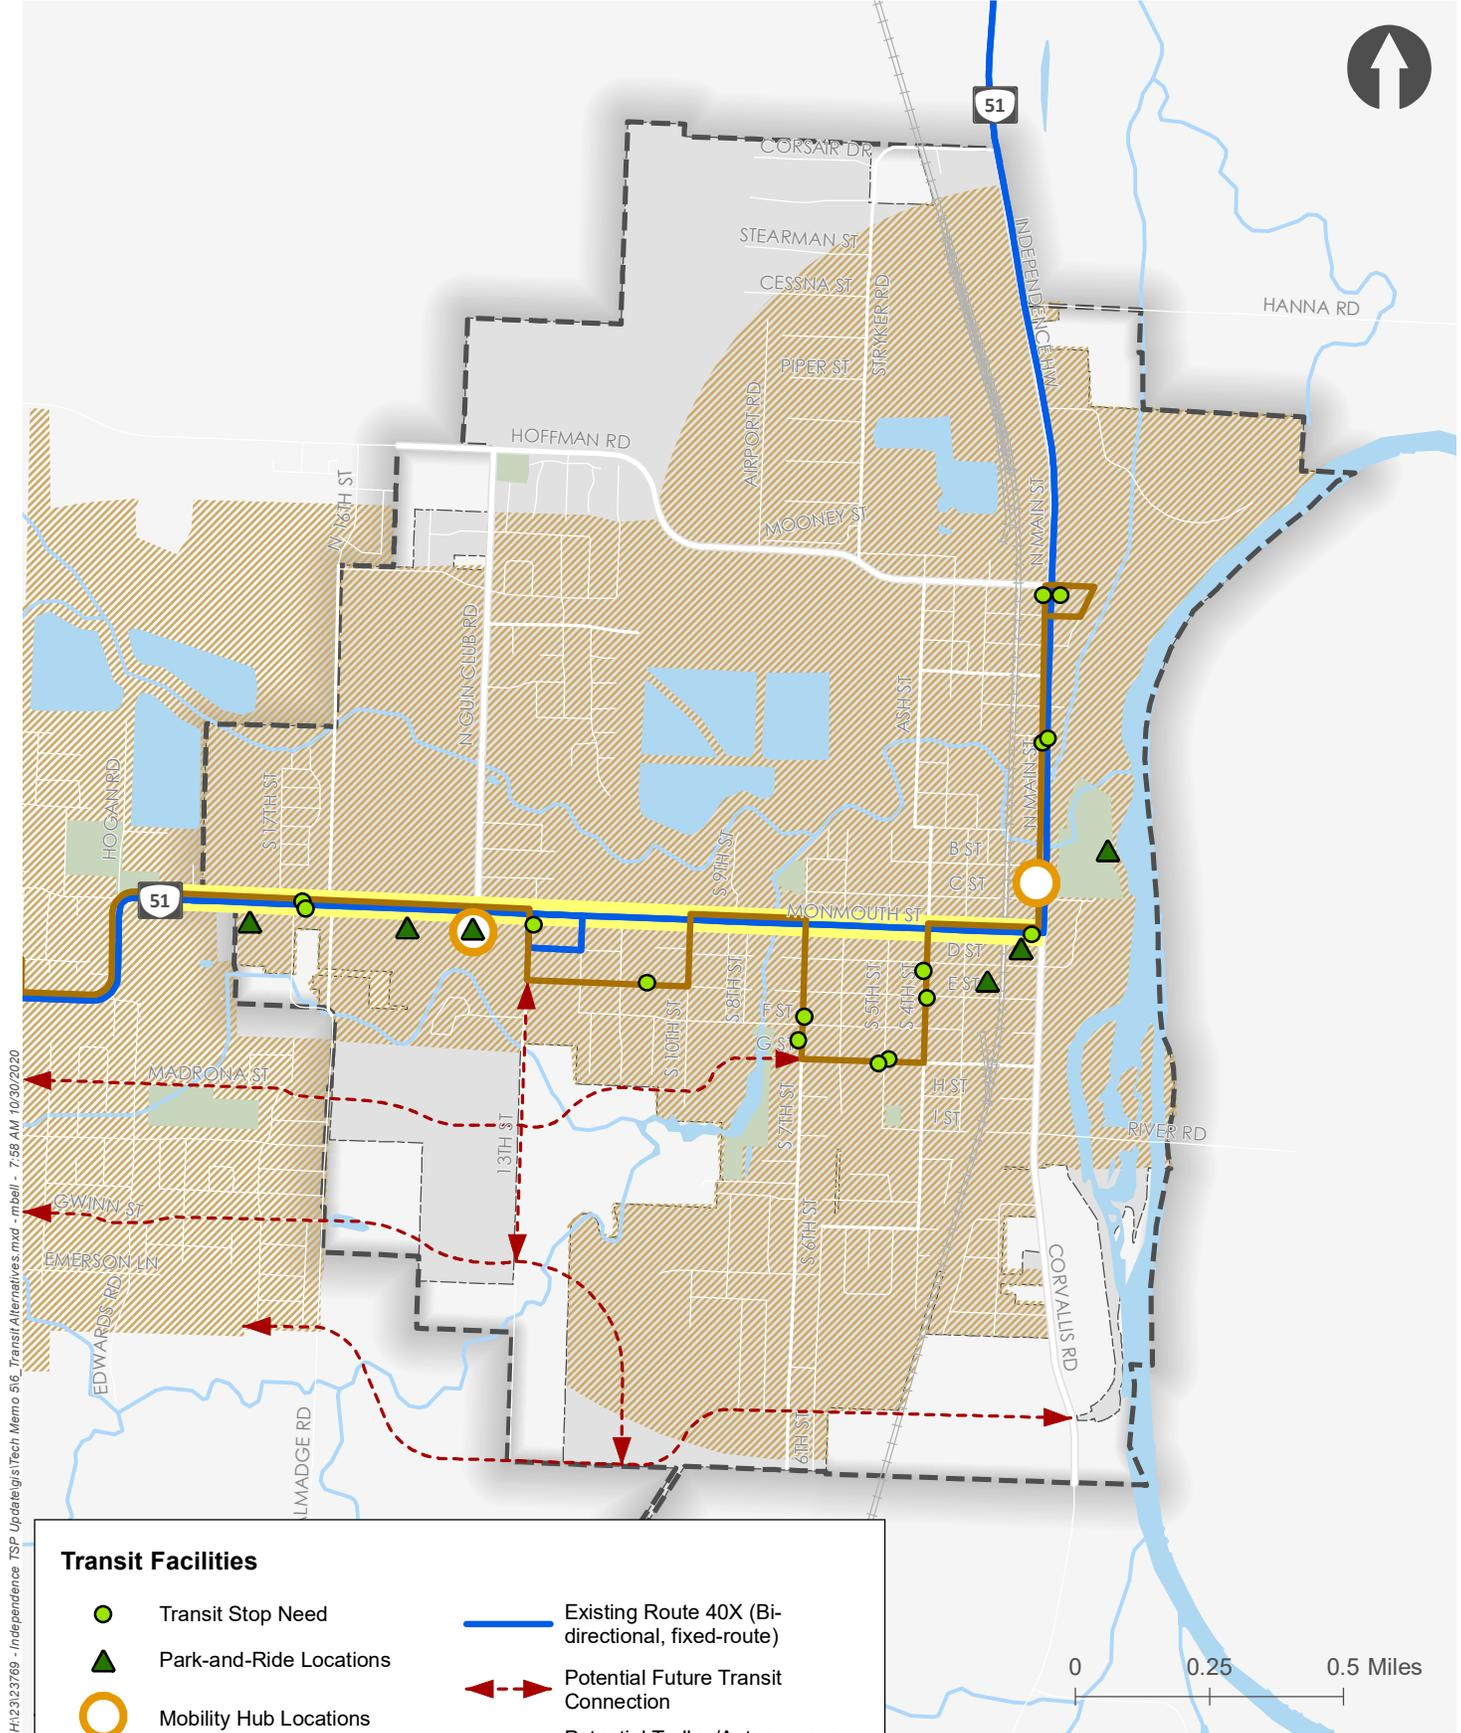 51
CORSAIR DR
STEARMAN ST
INDEPENDENCE HW
CESSNA ST
STRYKER RD
HANNA RD
PIPER ST
AIRPORT RD
HOFFMAN RD
N 16TH ST
MOONEY ST
N MAIN ST
N GUN CLUB RD
ASH ST
HOGAN RD
S 17TH ST
N MAIN ST
S 9TH ST
B ST
C ST
51
MONMOUTH ST
D ST
E ST
S 8TH ST
S 5TH ST
S 4TH ST
S 10TH ST
F ST
G ST
MADRONA ST
H ST
S 7TH ST
I ST
13TH ST
RIVER RD
GWINN ST
S 6TH ST
EMERSON LN
EDWARDS RD
CORVALLIS RD
6TH ST
ALMADGE RD
H:\23\23769 - Independence TSP Update\gis\Tech Memo 5\6_Transit Alternatives.mxd - mbell - 7:58 AM 10/30/2020
Transit Facilities
Transit Stop Need
Park-and-Ride Locations
Mobility Hub Locations
Existing Route 40X (Bi-
directional, fixed-route)
Potential Future Transit
Connection
0 0.25 0.5 Miles